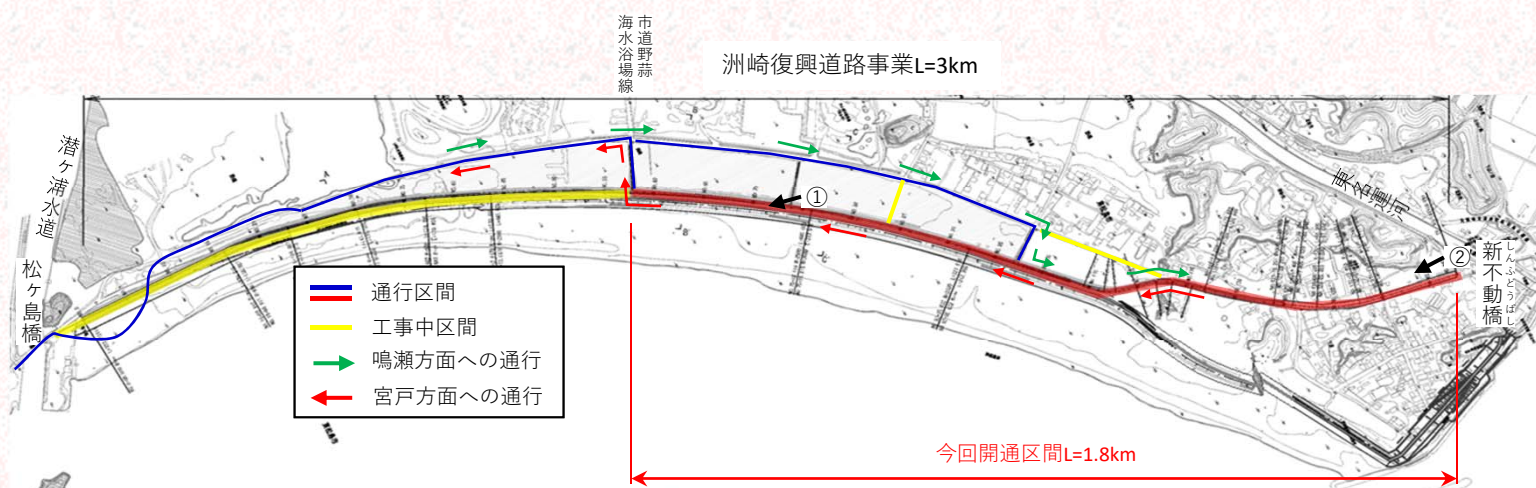 洲崎復興道路事業L=3km
市道野蒜
海水浴場線
潜ヶ浦水道
松ヶ島橋
①
東名運河
②
新不動橋
しんふどうばし
通行区間
工事中区間
鳴瀬方面への通行
宮戸方面への通行
今回開通区間L=1.8km